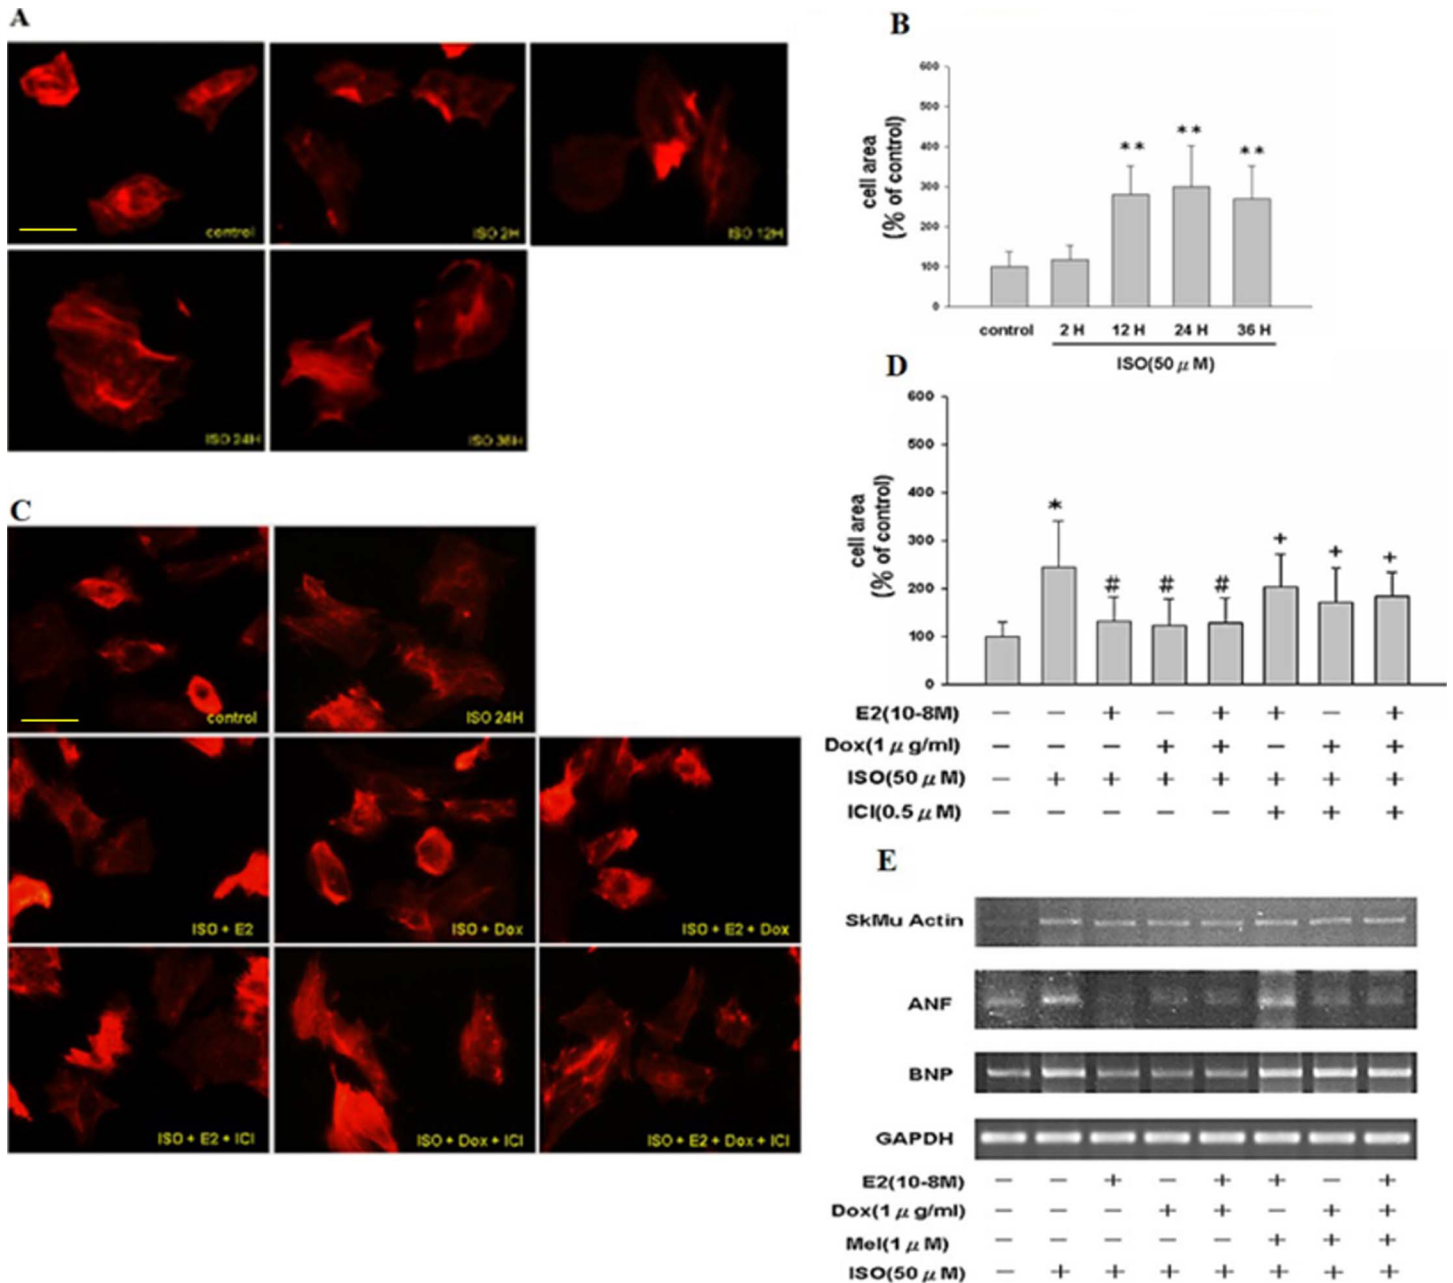 A
control
ISO 2H
ISO 12H
ISO 24H
ISO 36H
B
600
500
400
300
200
100
0
cell area
(% of control)
** ** **
control 2 H 12 H 24 H 36 H
ISO(50 μ M)
C
control
ISO 24H
ISO + E2
ISO + Dox
ISO + E2 + Dox
ISO + E2 + ICI
ISO + Dox + ICI
ISO + E2 + Dox + ICI
D
600
500
400
300
200
100
0
cell area
(% of control)
* # # # + + +
E2(10-8M) — — + — + + — +
Dox(1 μ g/ml) — — — + + — + +
ISO(50 μ M) — + + + + + + +
ICI(0.5 μ M) — — — — — + + +
E
SkMu Actin
ANF
BNP
GAPDH
E2(10-8M) — — + — + + — +
Dox(1 μ g/ml) — — — + + — + +
Mel(1 μ M) — — — — — + + +
ISO(50 μ M) — + + + + + + +